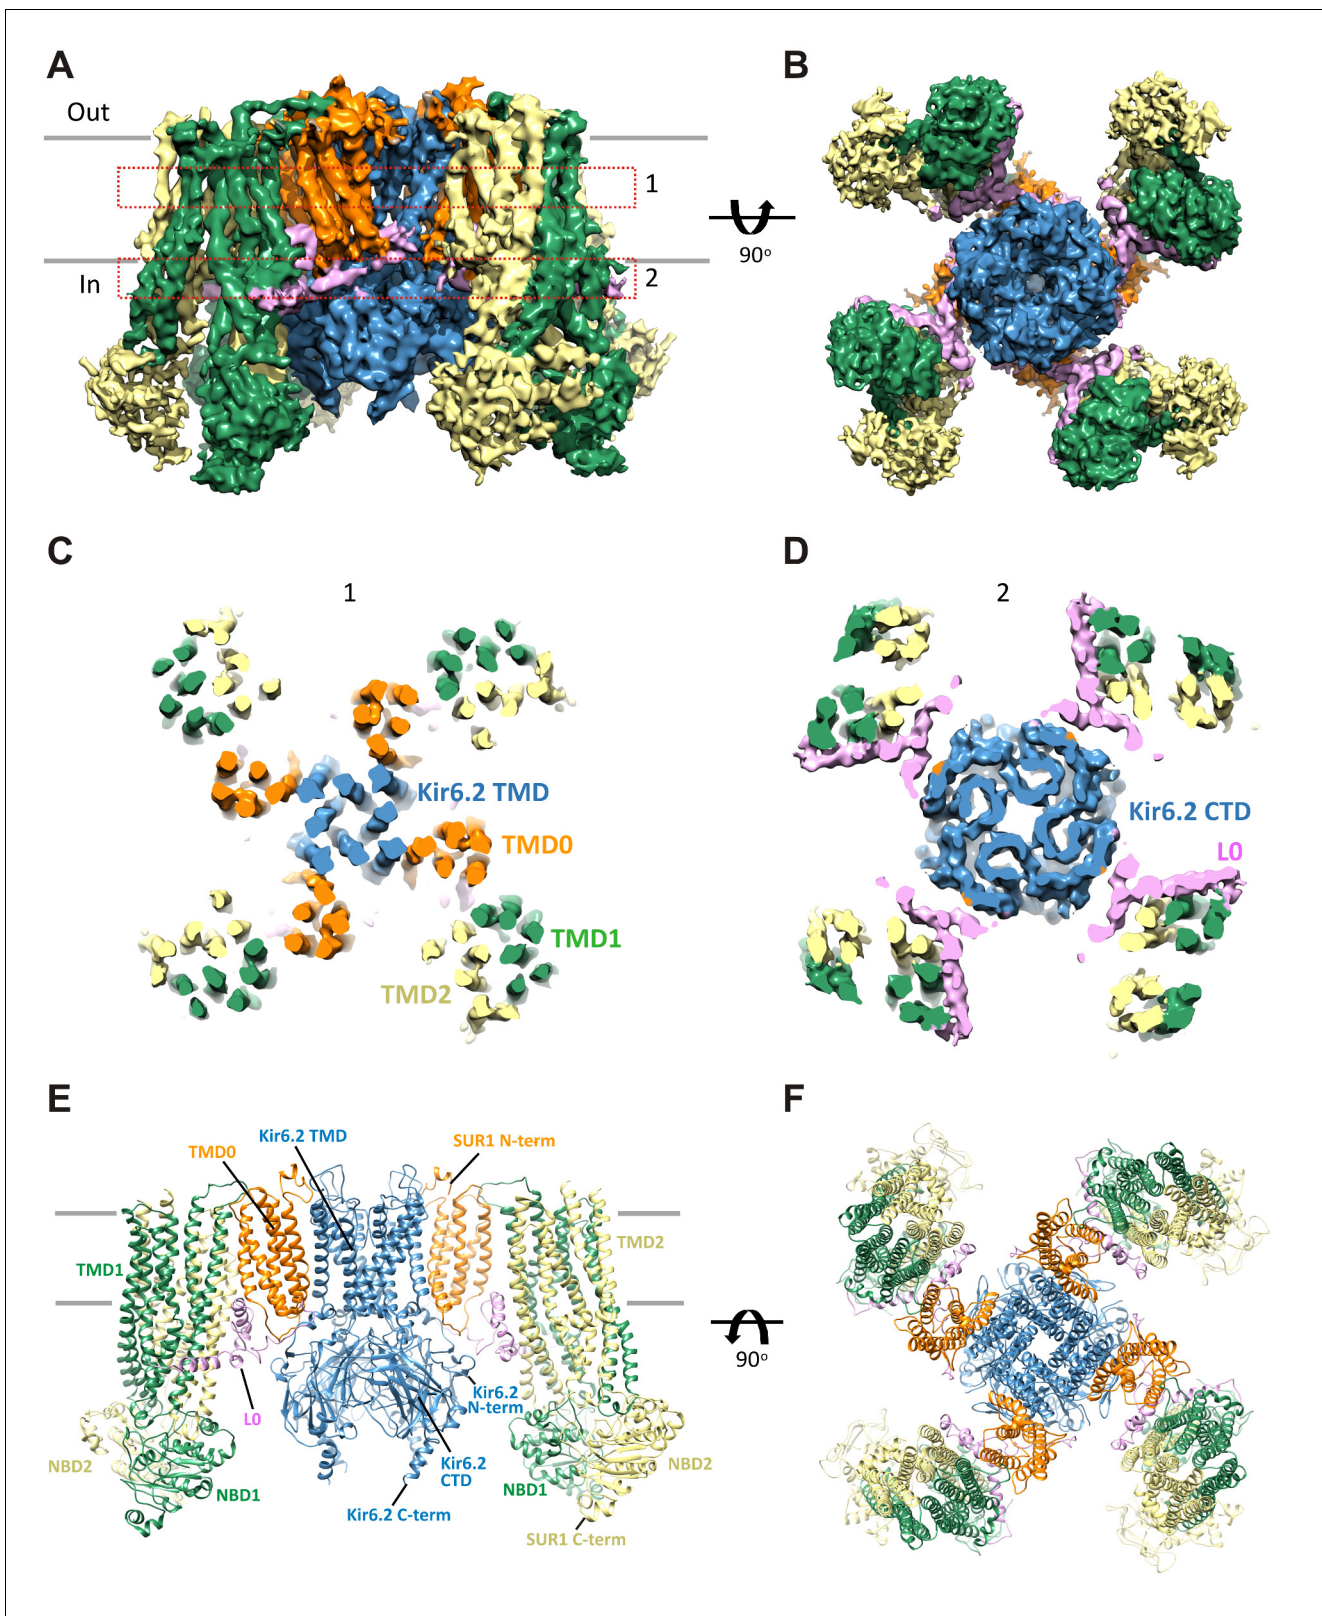 A
B
Out
1
In
2
90o
C
D
1
2
Kir6.2 TMD
TMD0
TMD1
TMD2
Kir6.2 CTD
L0
E
F
Kir6.2 TMD
TMD0
SUR1 N-term
TMD1
TMD2
L0
Kir6.2
N-term
NBD2
NBD1
Kir6.2
CTD
Kir6.2 C-term
NBD1
NBD2
SUR1 C-term
90o